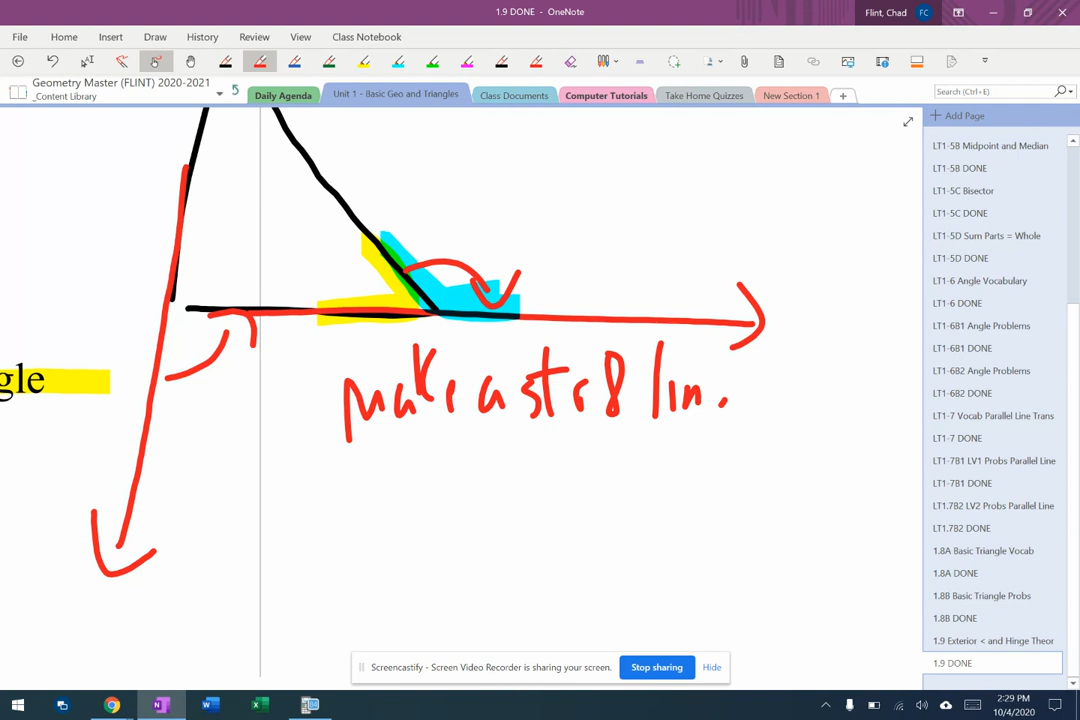 1.9 DONE - OneNote
Flint, Chad FC
File Home Insert Draw History Review View Class Notebook
Geometry Master (FLINT) 2020-2021
_Content Library
Daily Agenda Unit 1 - Basic Geo and Triangles Class Documents Computer Tutorials Take Home Quizzes New Section 1
Search (Ctrl+E)
Add Page
LT1-5B Midpoint and Median
LT1-5B DONE
LT1-5C Bisector
LT1-5C DONE
LT1-5D Sum Parts = Whole
LT1-5D DONE
LT1-6 Angle Vocabulary
LT1-6 DONE
LT1-6B1 Angle Problems
LT1-6B1 DONE
LT1-6B2 Angle Problems
LT1-6B2 DONE
LT1-7 Vocab Parallel Line Trans
LT1-7 DONE
LT1-7B1 LV1 Probs Parallel Line
LT1-7B1 DONE
LT1.7B2 LV2 Probs Parallel Line
LT1.7B2 DONE
1.8A Basic Triangle Vocab
1.8A DONE
1.8B Basic Triangle Probs
1.8B DONE
1.9 Exterior < and Hinge Theor
1.9 DONE
gle
make a str8 lin.
Screencastify - Screen Video Recorder is sharing your screen. Stop sharing Hide
2:29 PM
10/4/2020